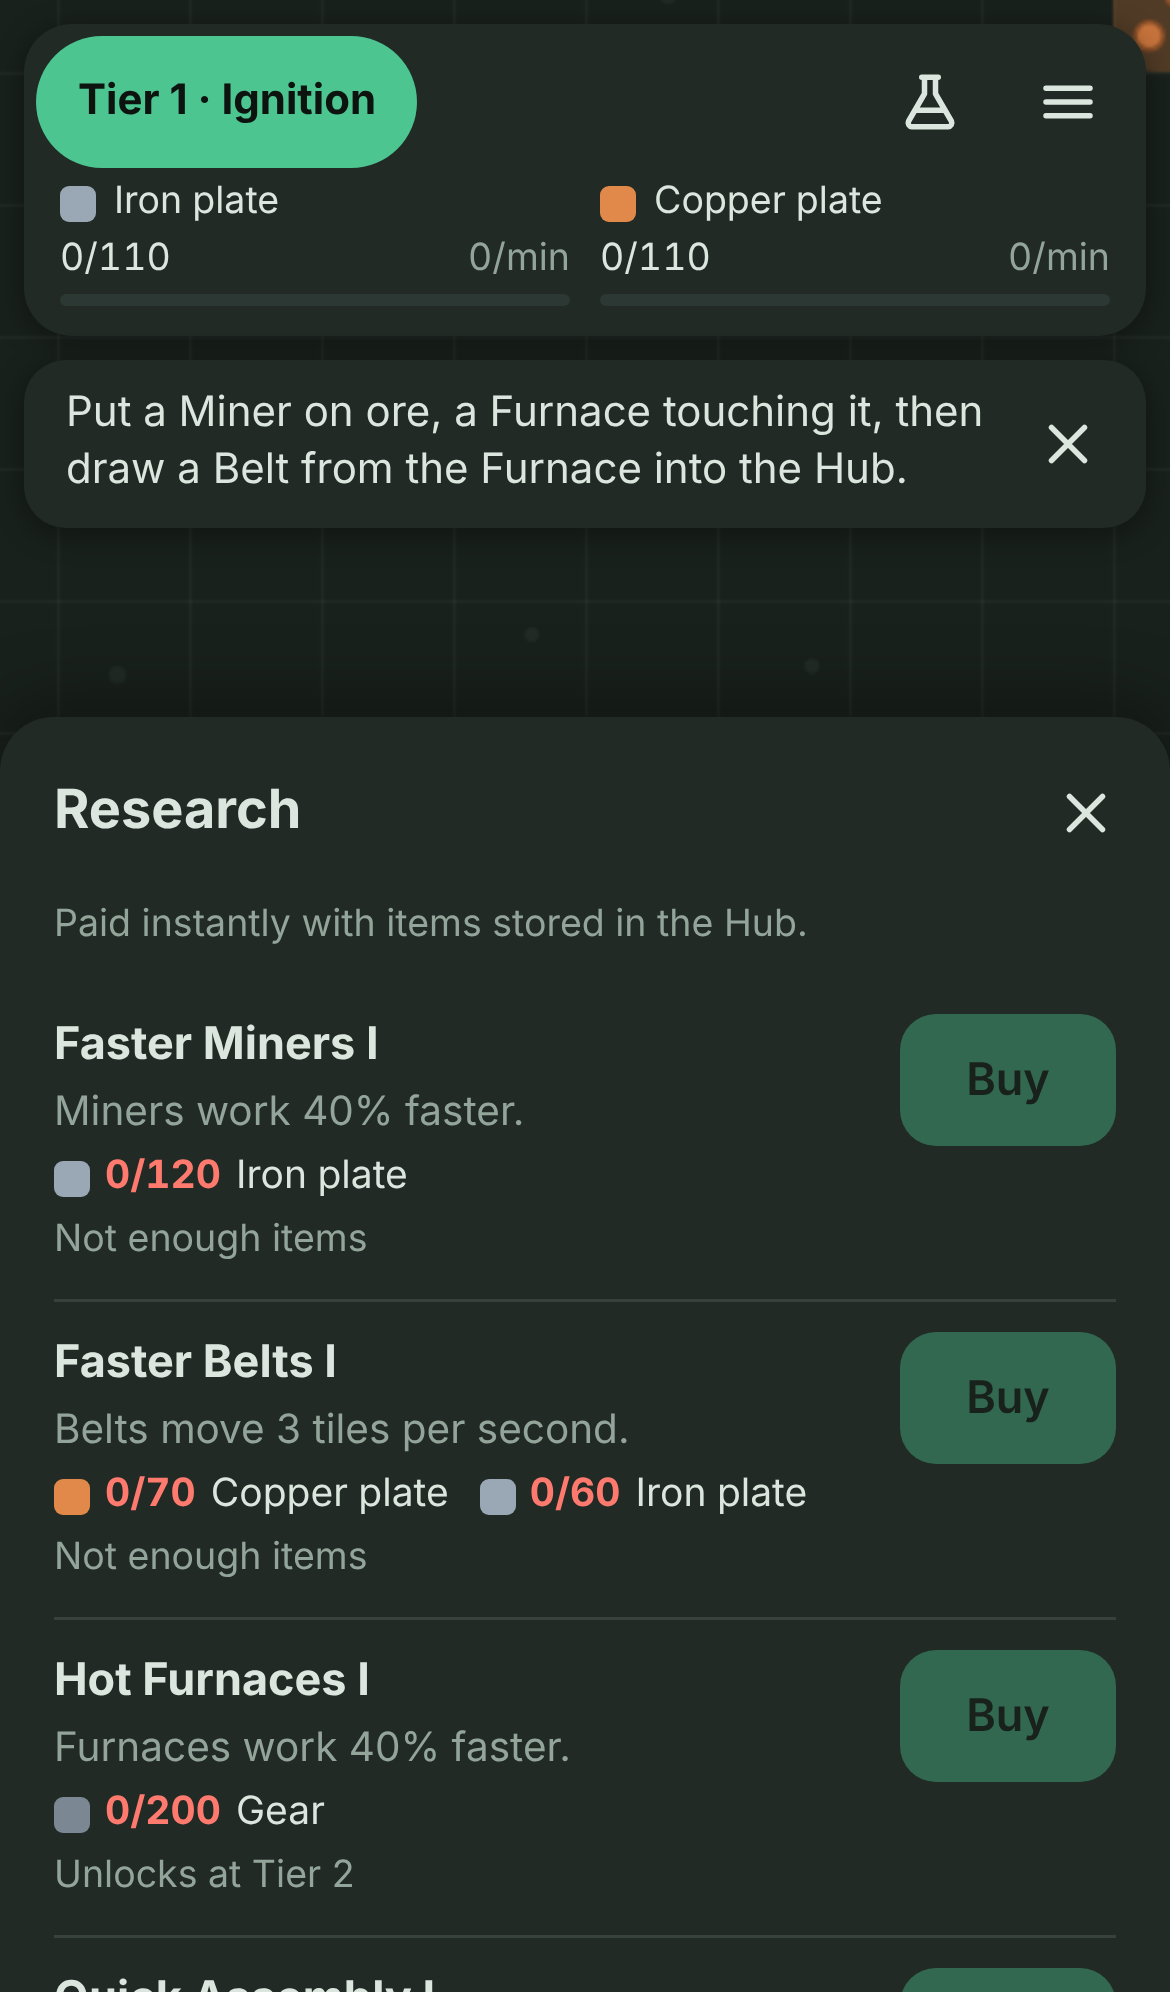 Tier 1 · Ignition
Iron plate
0/110 0/min
Copper plate
0/110 0/min
Put a Miner on ore, a Furnace touching it, then
draw a Belt from the Furnace into the Hub.
Research
Paid instantly with items stored in the Hub.
Faster Miners I
Buy
Miners work 40% faster.
0/120 Iron plate
Not enough items
Faster Belts I
Buy
Belts move 3 tiles per second.
0/70 Copper plate 0/60 Iron plate
Not enough items
Hot Furnaces I
Buy
Furnaces work 40% faster.
0/200 Gear
Unlocks at Tier 2
Quick Assembly I